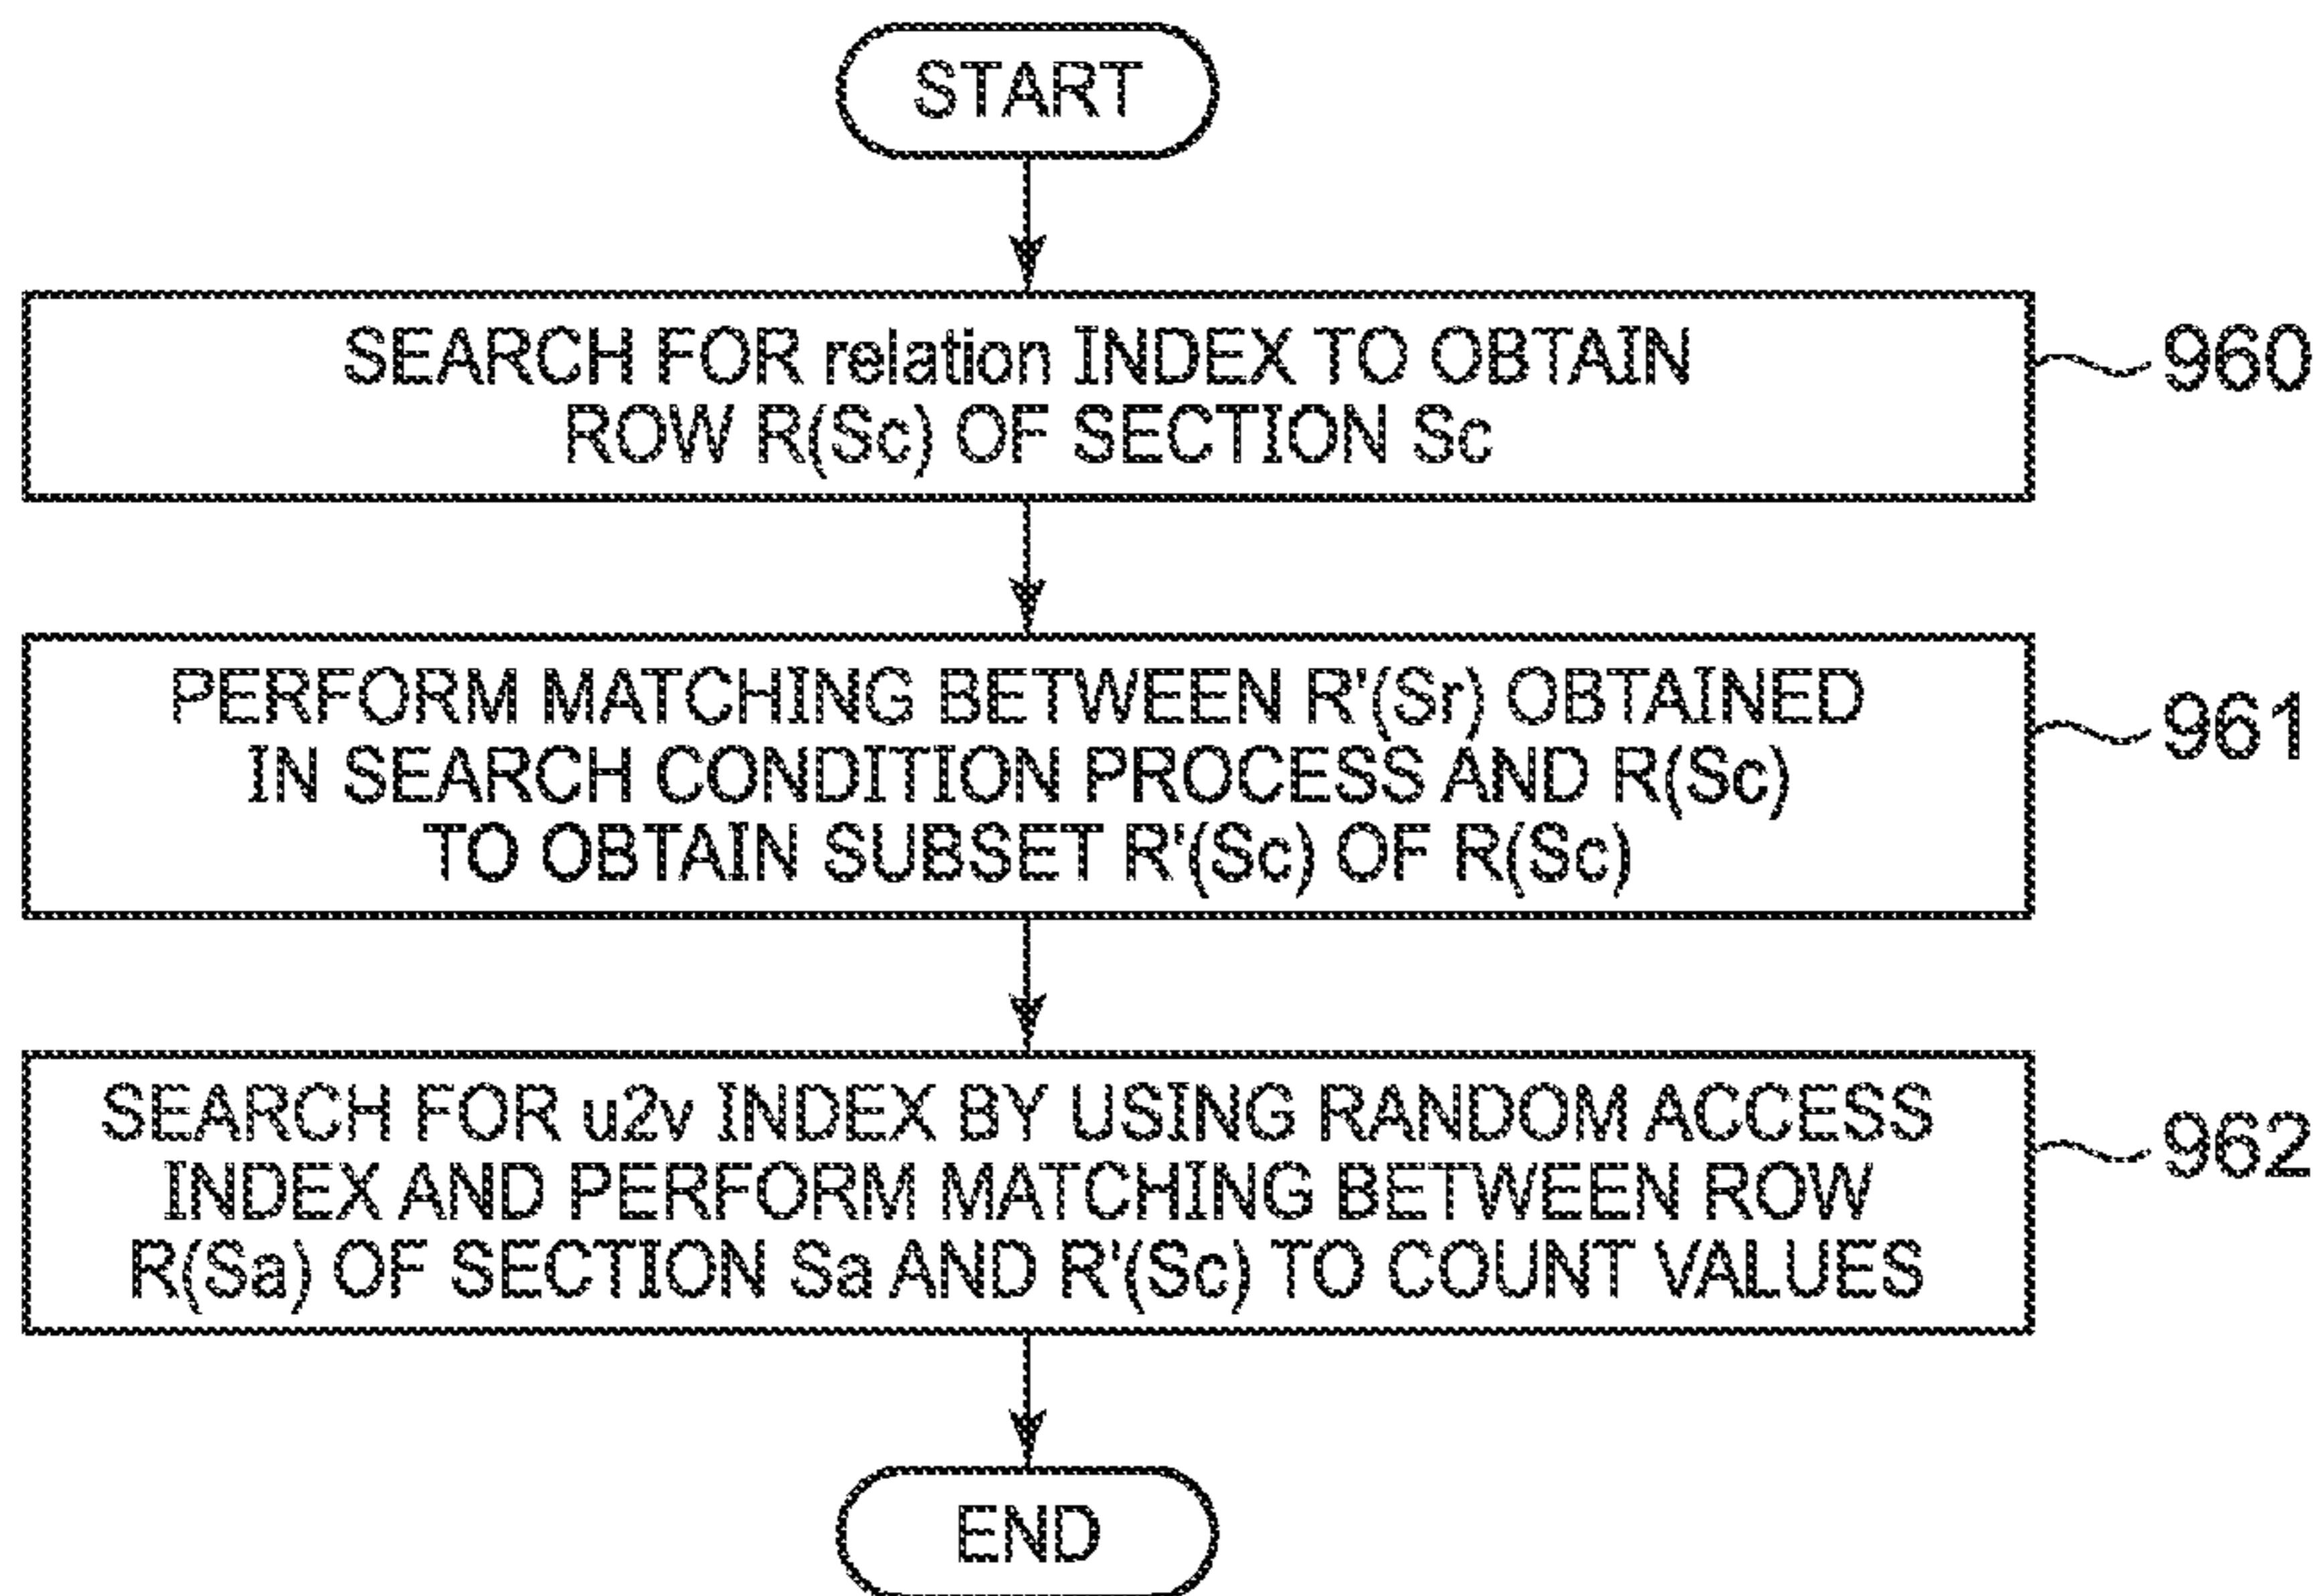 START
SEARCH FOR relation INDEX TO OBTAIN
ROW R(Sc) OF SECTION Sc
960
PERFORM MATCHING BETWEEN R'(Sr) OBTAINED
IN SEARCH CONDITION PROCESS AND R(Sc)
TO OBTAIN SUBSET R'(Sc) OF R(Sc)
961
SEARCH FOR u2v INDEX BY USING RANDOM ACCESS
INDEX AND PERFORM MATCHING BETWEEN ROW
R(Sa) OF SECTION Sa AND R'(Sc) TO COUNT VALUES
962
END